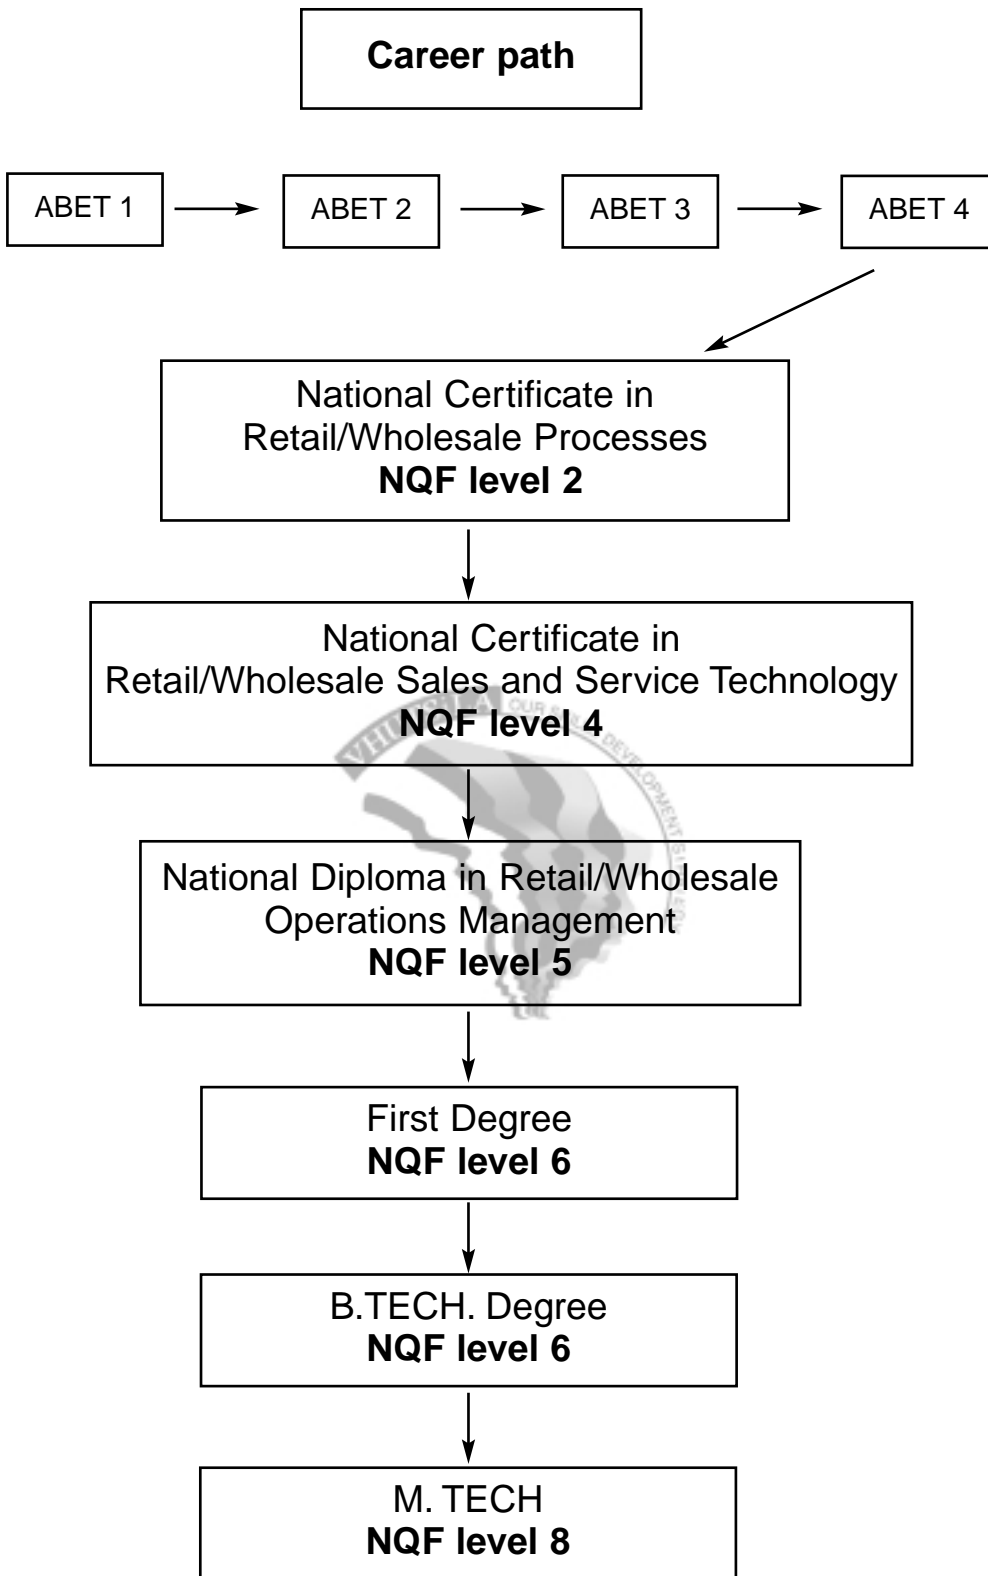 Career path
ABET 1
ABET 2
ABET 3
ABET 4
National Certificate in
Retail/Wholesale Processes
NQF level 2
National Certificate in
Retail/Wholesale Sales and Service Technology
NQF level 4
OUR
DEVELOPMENT
National Diploma in Retail/Wholesale
Operations Management
NQF level 5
First Degree
NQF level 6
B.TECH. Degree
NQF level 6
M. TECH
NQF level 8